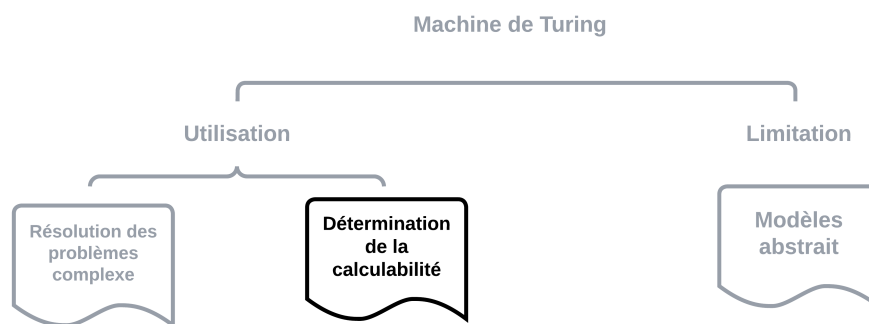 Machine de Turing
Utilisation
Limitation
Résolution des
problèmes
complexe
Détermination
de la
calculabilité
Modèles
abstrait